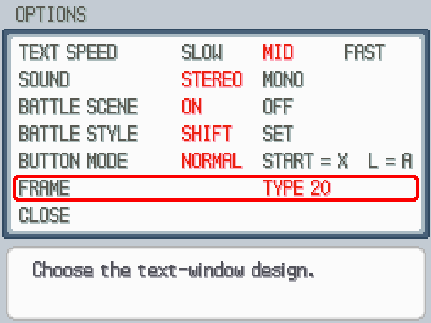 OPTIONS
TEXT SPEED SLOW MID FAST
SOUND STEREO MONO
BATTLE SCENE ON OFF
BATTLE STYLE SHIFT SET
BUTTON MODE NORMAL START = X L = A
FRAME TYPE 20
CLOSE
Choose the text-window design.